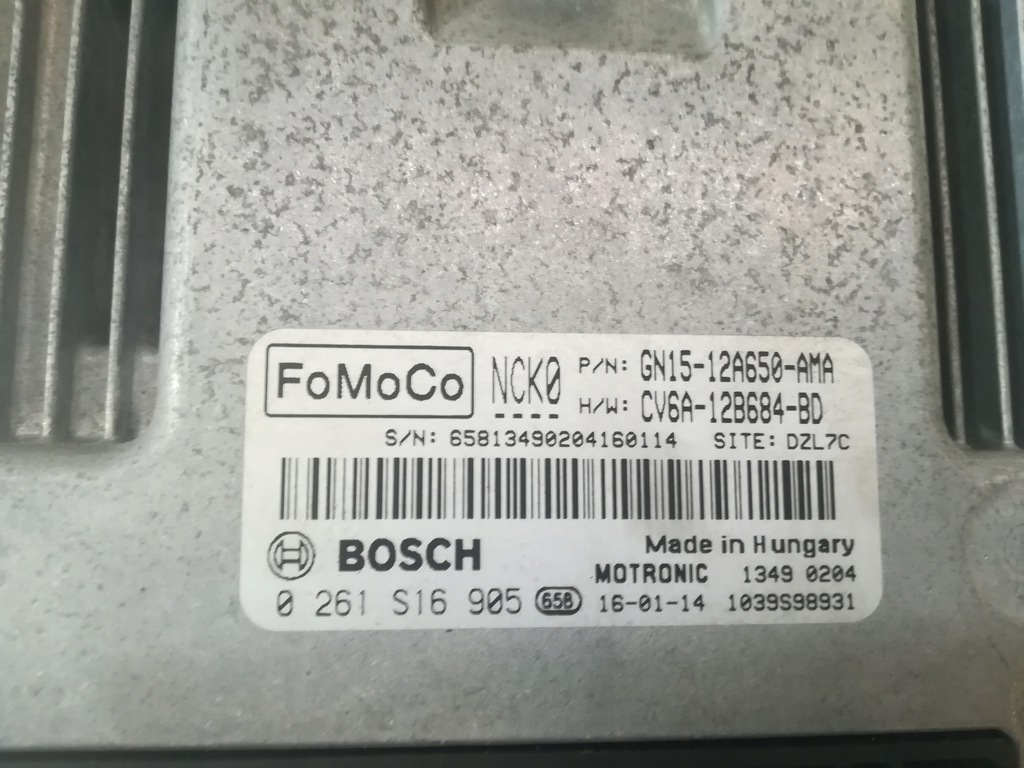 FoMoCo NCK0 P/N: GN15-12A650-AMA
H/W: CV6A-12B684-BD
S/N: 65813490204160114 SITE: DZL7C
BOSCH Made in Hungary
MOTRONIC 1349 0204
0 261 S16 905 658 16-01-14 1039S98931